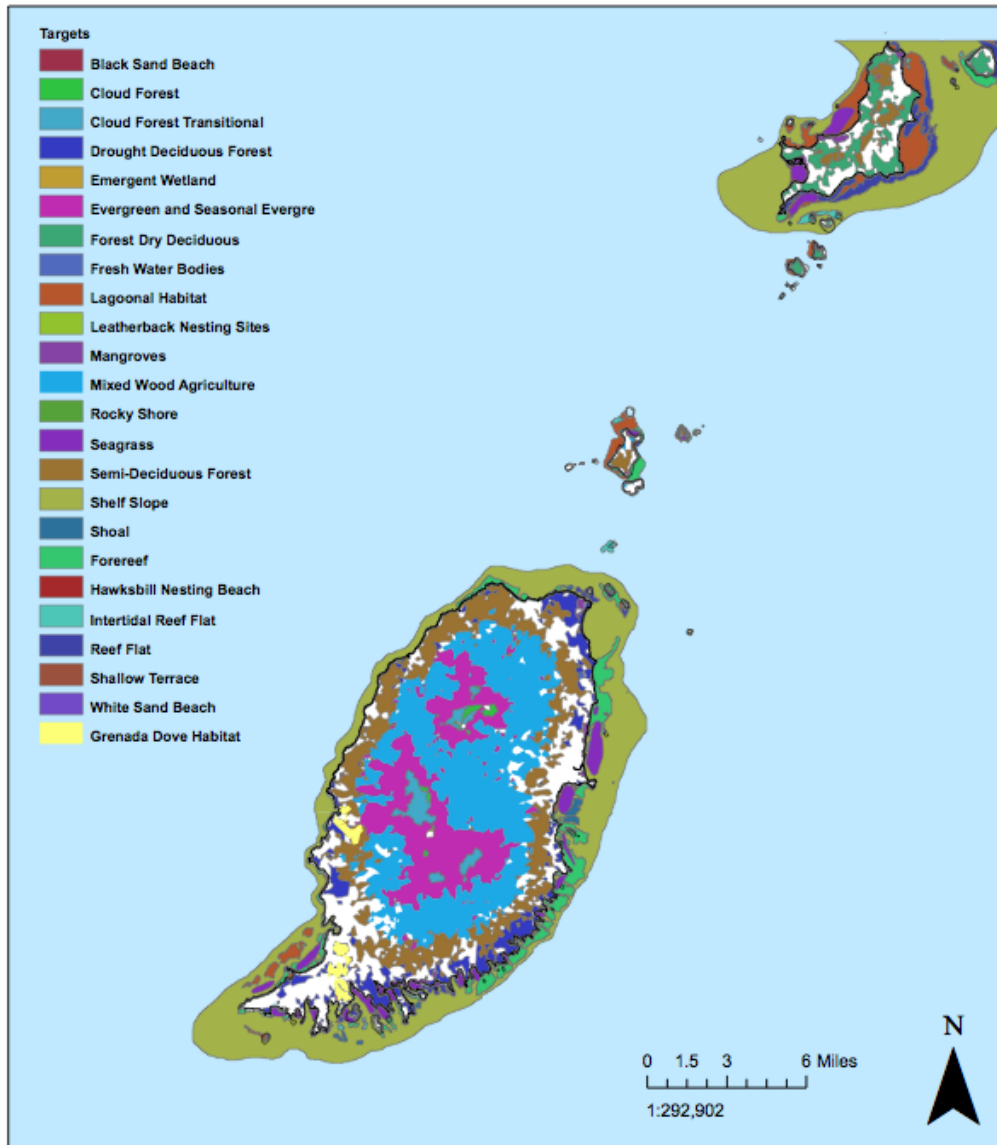 Targets
Black Sand Beach
Cloud Forest
Cloud Forest Transitional
Drought Deciduous Forest
Emergent Wetland
Evergreen and Seasonal Evergre
Forest Dry Deciduous
Fresh Water Bodies
Lagoonal Habitat
Leatherback Nesting Sites
Mangroves
Mixed Wood Agriculture
Rocky Shore
Seagrass
Semi-Deciduous Forest
Shelf Slope
Shoal
Forereef
Hawksbill Nesting Beach
Intertidal Reef Flat
Reef Flat
Shallow Terrace
White Sand Beach
Grenada Dove Habitat
N
0 1.5 3 6 Miles
1:292,902